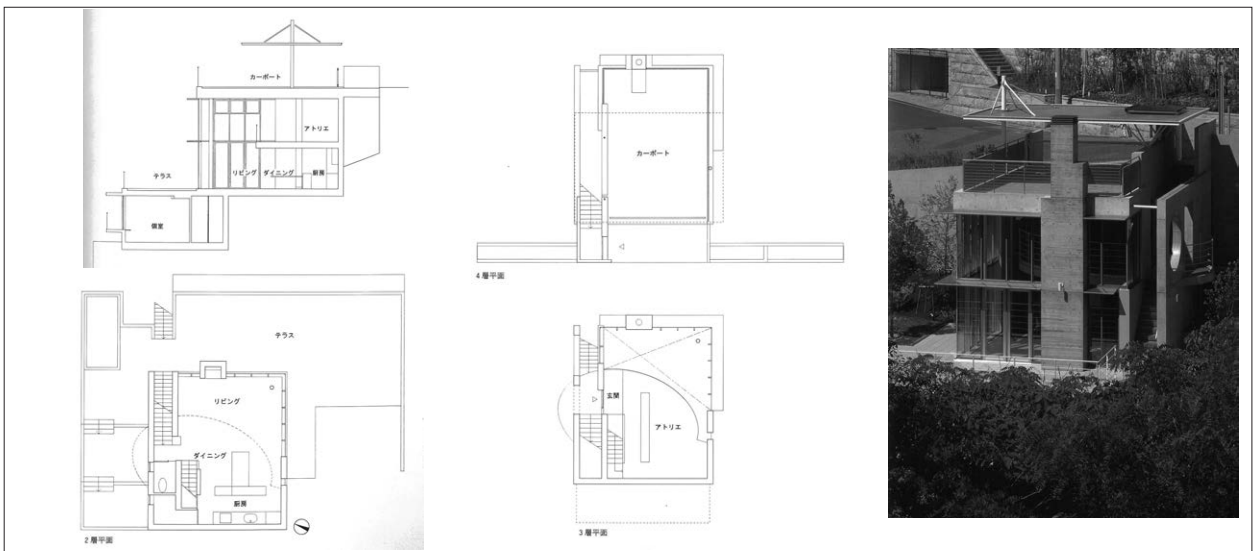 カーポート
アトリエ
リビング
ダイニング
厨房
テラス
個室
テラス
リビング
ダイニング
厨房
2層平面
カーポート
4層平面
玄関
アトリエ
3層平面